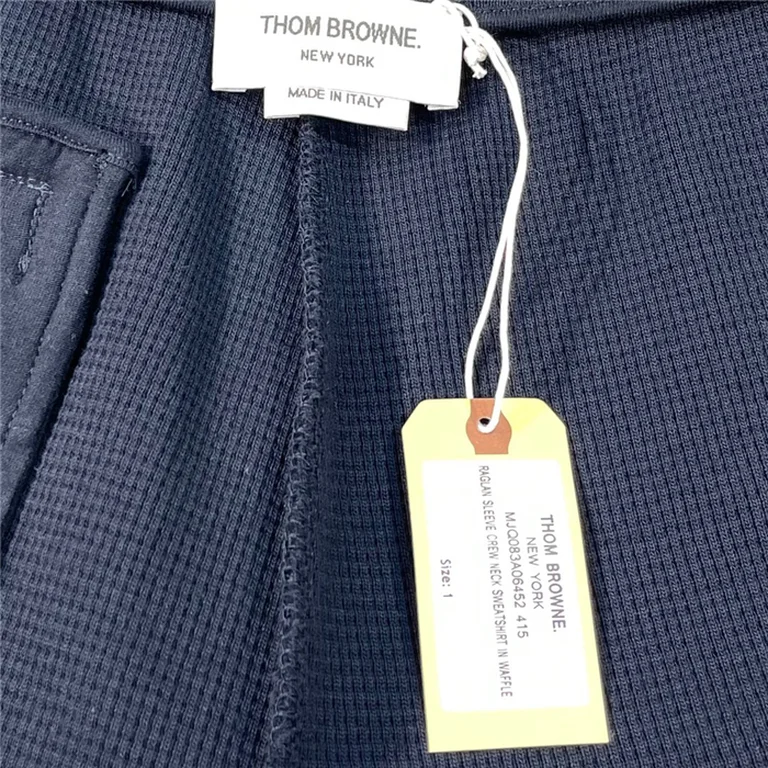 THOM BROWNE.
NEW YORK
MADE IN ITALY
THOM BROWNE.
NEW YORK
MJQ083A06452 415
RAGLAN SLEEVE CREW NECK SWEATSHIRT IN WAFFLE
Size: 1